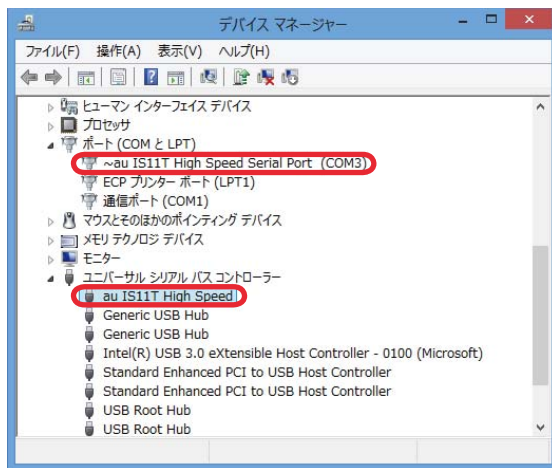 デバイス マネージャー
ファイル(F) 操作(A) 表示(V) ヘルプ(H)
ヒューマン インターフェイス デバイス
プロセッサ
ポート (COM と LPT)
~au IS11T High Speed Serial Port (COM3)
ECP プリンター ポート (LPT1)
通信ポート (COM1)
マウスとそのほかのポインティング デバイス
メモリ テクノロジ デバイス
モニター
ユニバーサル シリアル バス コントローラー
au IS11T High Speed
Generic USB Hub
Generic USB Hub
Intel(R) USB 3.0 eXtensible Host Controller - 0100 (Microsoft)
Standard Enhanced PCI to USB Host Controller
Standard Enhanced PCI to USB Host Controller
USB Root Hub
USB Root Hub